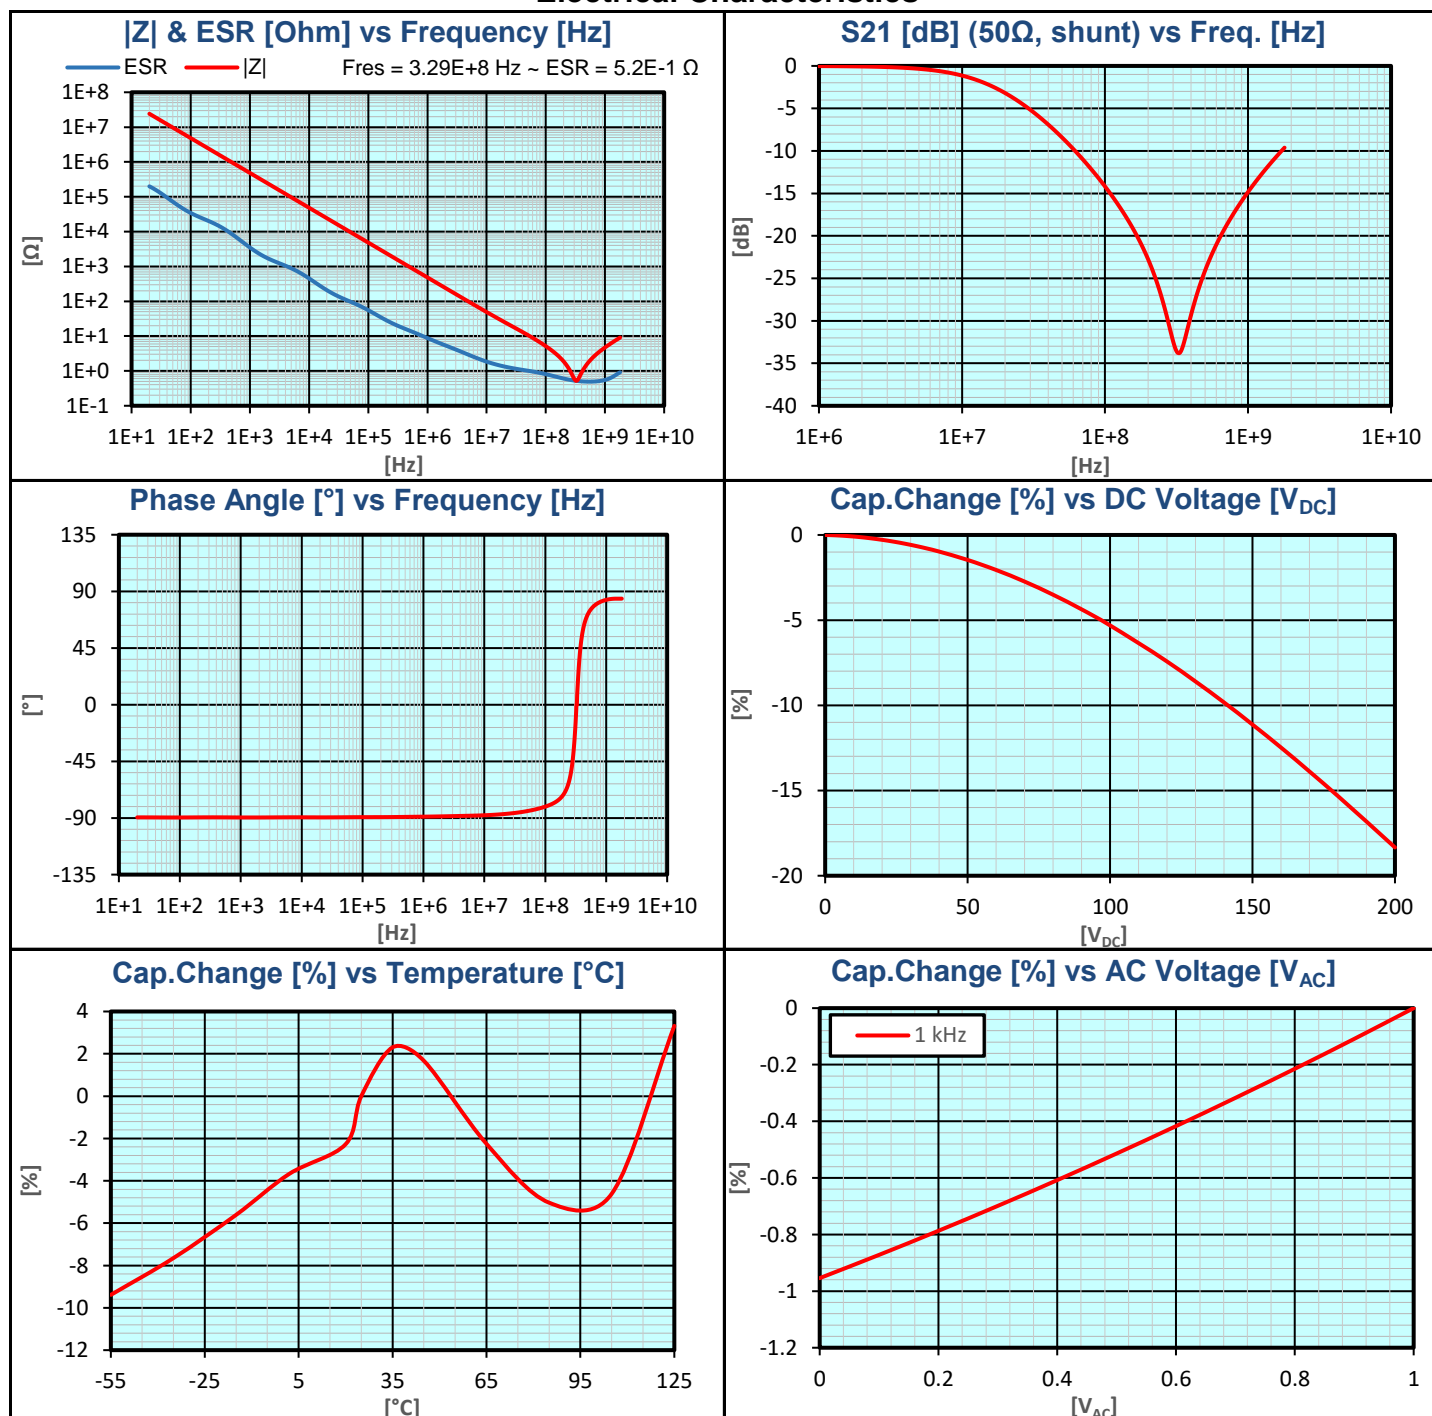 Electrical Characteristics
|Z| & ESR [Ohm] vs Frequency [Hz]
ESR |Z| Fres = 3.29E+8 Hz ~ ESR = 5.2E-1 Ω
1E+8
1E+7
1E+6
1E+5
1E+4
1E+3
1E+2
1E+1
1E+0
1E-1
[Ω]
1E+1 1E+2 1E+3 1E+4 1E+5 1E+6 1E+7 1E+8 1E+9 1E+10
[Hz]
S21 [dB] (50Ω, shunt) vs Freq. [Hz]
0
-5
-10
-15
-20
-25
-30
-35
-40
[dB]
1E+6 1E+7 1E+8 1E+9 1E+10
[Hz]
Phase Angle [°] vs Frequency [Hz]
135
90
45
0
-45
-90
-135
[°]
1E+1 1E+2 1E+3 1E+4 1E+5 1E+6 1E+7 1E+8 1E+9 1E+10
[Hz]
Cap.Change [%] vs DC Voltage [VDC]
0
-5
-10
-15
-20
[%]
0 50 100 150 200
[VDC]
Cap.Change [%] vs Temperature [°C]
4
2
0
-2
-4
-6
-8
-10
-12
[%]
-55 -25 5 35 65 95 125
[°C]
Cap.Change [%] vs AC Voltage [VAC]
1 kHz
0
-0.2
-0.4
-0.6
-0.8
-1
-1.2
[%]
0 0.2 0.4 0.6 0.8 1
[VAC]